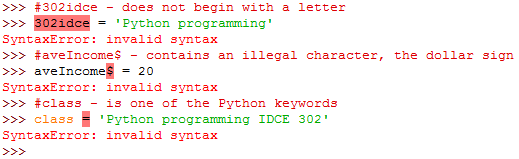 >>> #302idce - does not begin with a letter
>>> 302idce = 'Python programming'
SyntaxError: invalid syntax
>>> #aveIncome$ - contains an illegal character, the dollar sign
>>> aveIncome$ = 20
SyntaxError: invalid syntax
>>> #class - is one of the Python keywords
>>> class = 'Python programming IDCE 302'
SyntaxError: invalid syntax
>>>